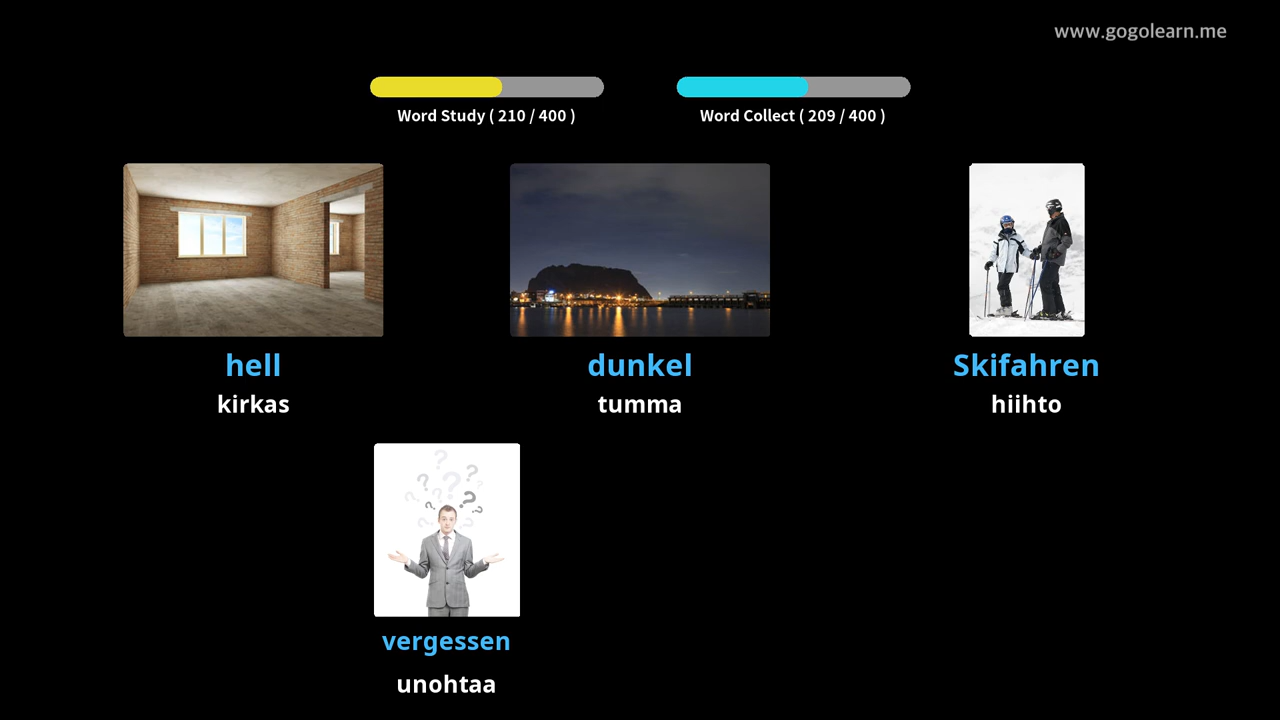 www.gogolearn.me
Word Study ( 210 / 400 )
Word Collect ( 209 / 400 )
hell
kirkas
dunkel
tumma
Skifahren
hiihto
vergessen
unohtaa